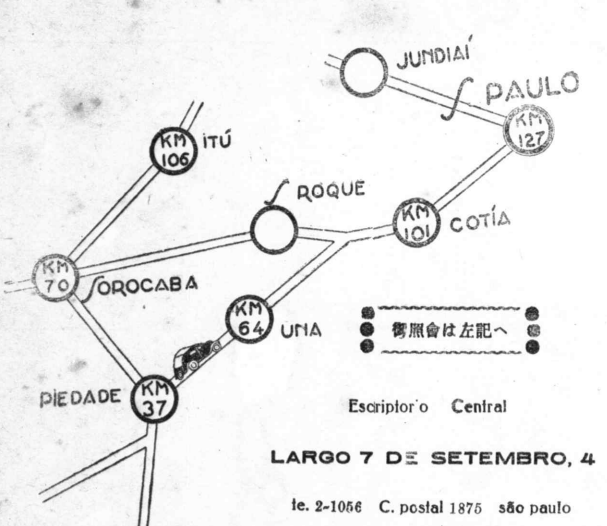 JUNDIAÍ
S PAULO
KM
127
KM
106
ITÚ
S ROQUE
KM
101
COTÍA
KM
70
SOROCABA
KM
64
UNA
御照會は左記へ
PIEDADE
KM
37
Escriptorio Central
LARGO 7 DE SETEMBRO, 4
te. 2-1056 C. postal 1875 são paulo